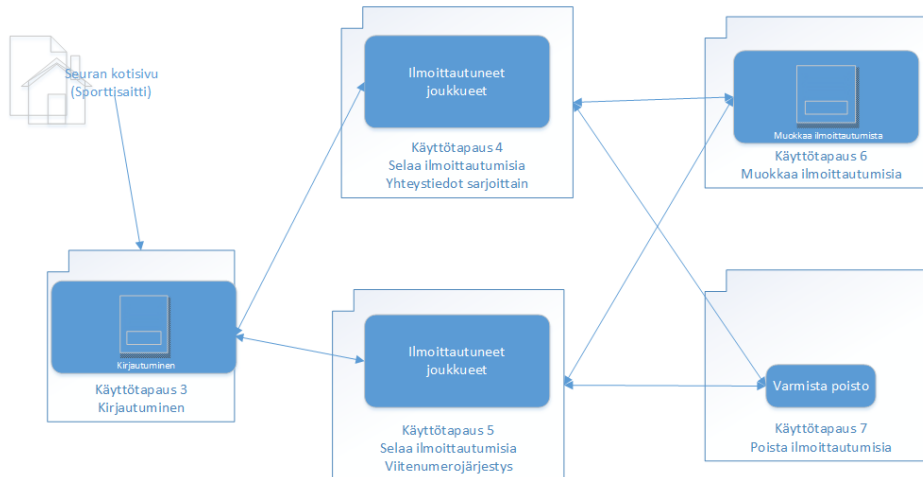 Seuran kotisivu
(Sporttisaitti)
Ilmoittautuneet
joukkueet
Käyttötapaus 4
Selaa ilmoittautumisia
Yhteystiedot sarjoittain
Muokkaa ilmoittautumista
Käyttötapaus 6
Muokkaa ilmoittautumisia
Kirjautuminen
Käyttötapaus 3
Kirjautuminen
Ilmoittautuneet
joukkueet
Käyttötapaus 5
Selaa ilmoittautumisia
Viitenumerojärjestys
Varmista poisto
Käyttötapaus 7
Poista ilmoittautumisia